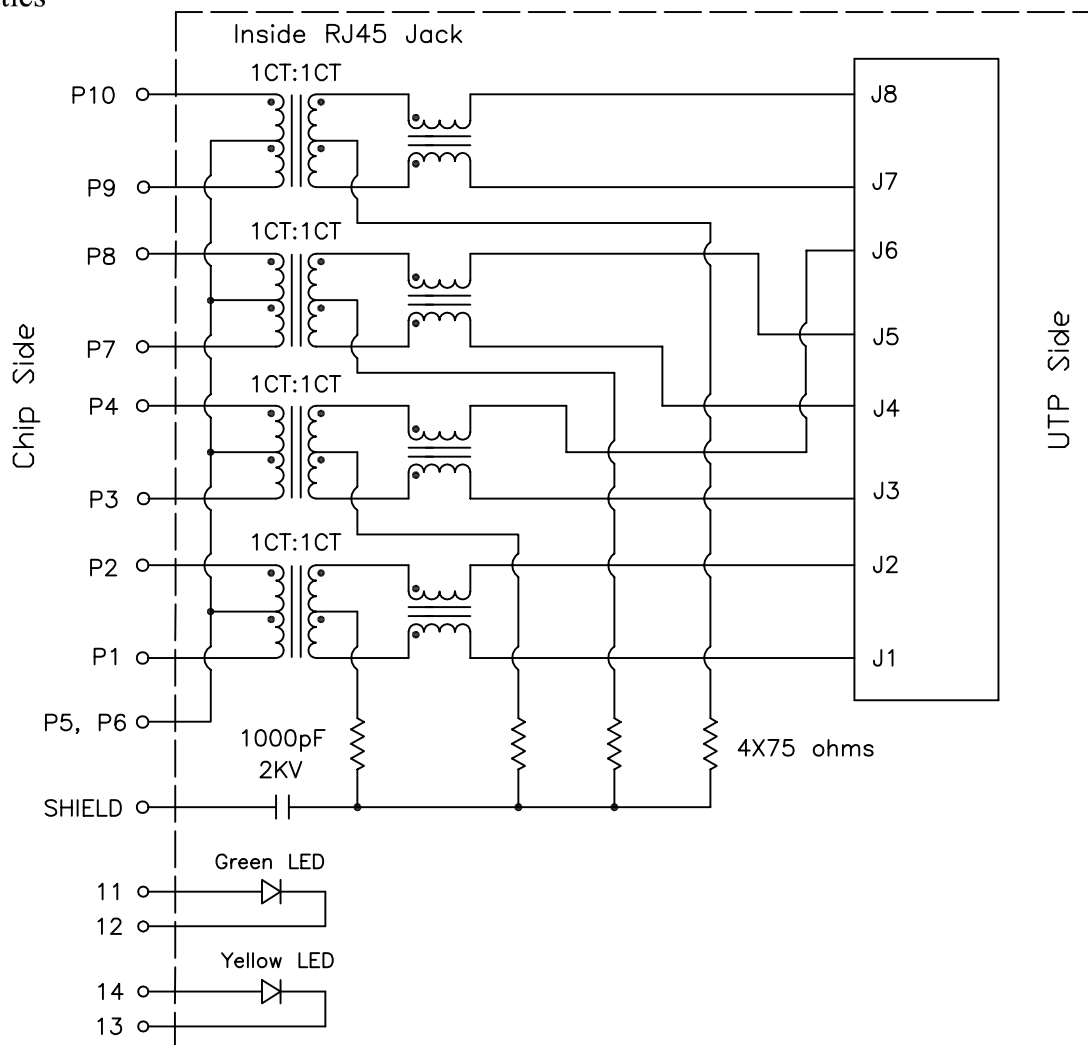 Inside RJ45 Jack
1CT:1CT
P10
J8
P9
J7
1CT:1CT
P8
J6
P7
J5
1CT:1CT
P4
J4
P3
J3
1CT:1CT
P2
J2
P1
J1
P5, P6
1000pF
2KV
4X75 ohms
SHIELD
Green LED
11
12
Yellow LED
14
13
Chip Side
UTP Side